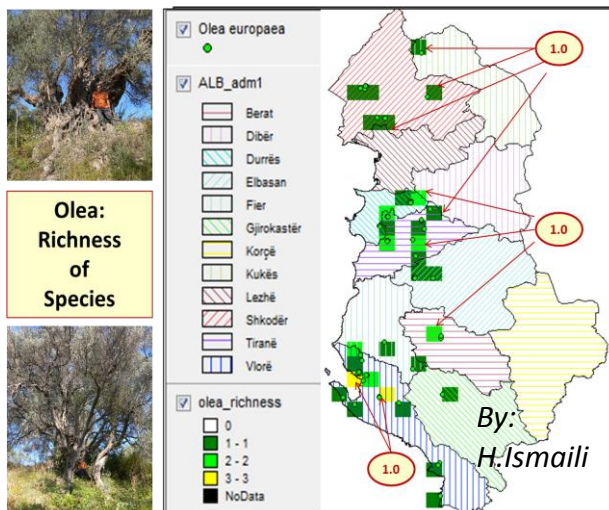 Olea:
Richness
of
Species
Olea europaea
ALB_adm1
Berat
Dibër
Durrës
Elbasan
Fier
Gjirokastër
Korçë
Kukës
Lezhë
Shkodër
Tiranë
Vlorë
olea_richness
0
1 - 1
2 - 2
3 - 3
NoData
1.0
1.0
1.0
By:
H.Ismaili